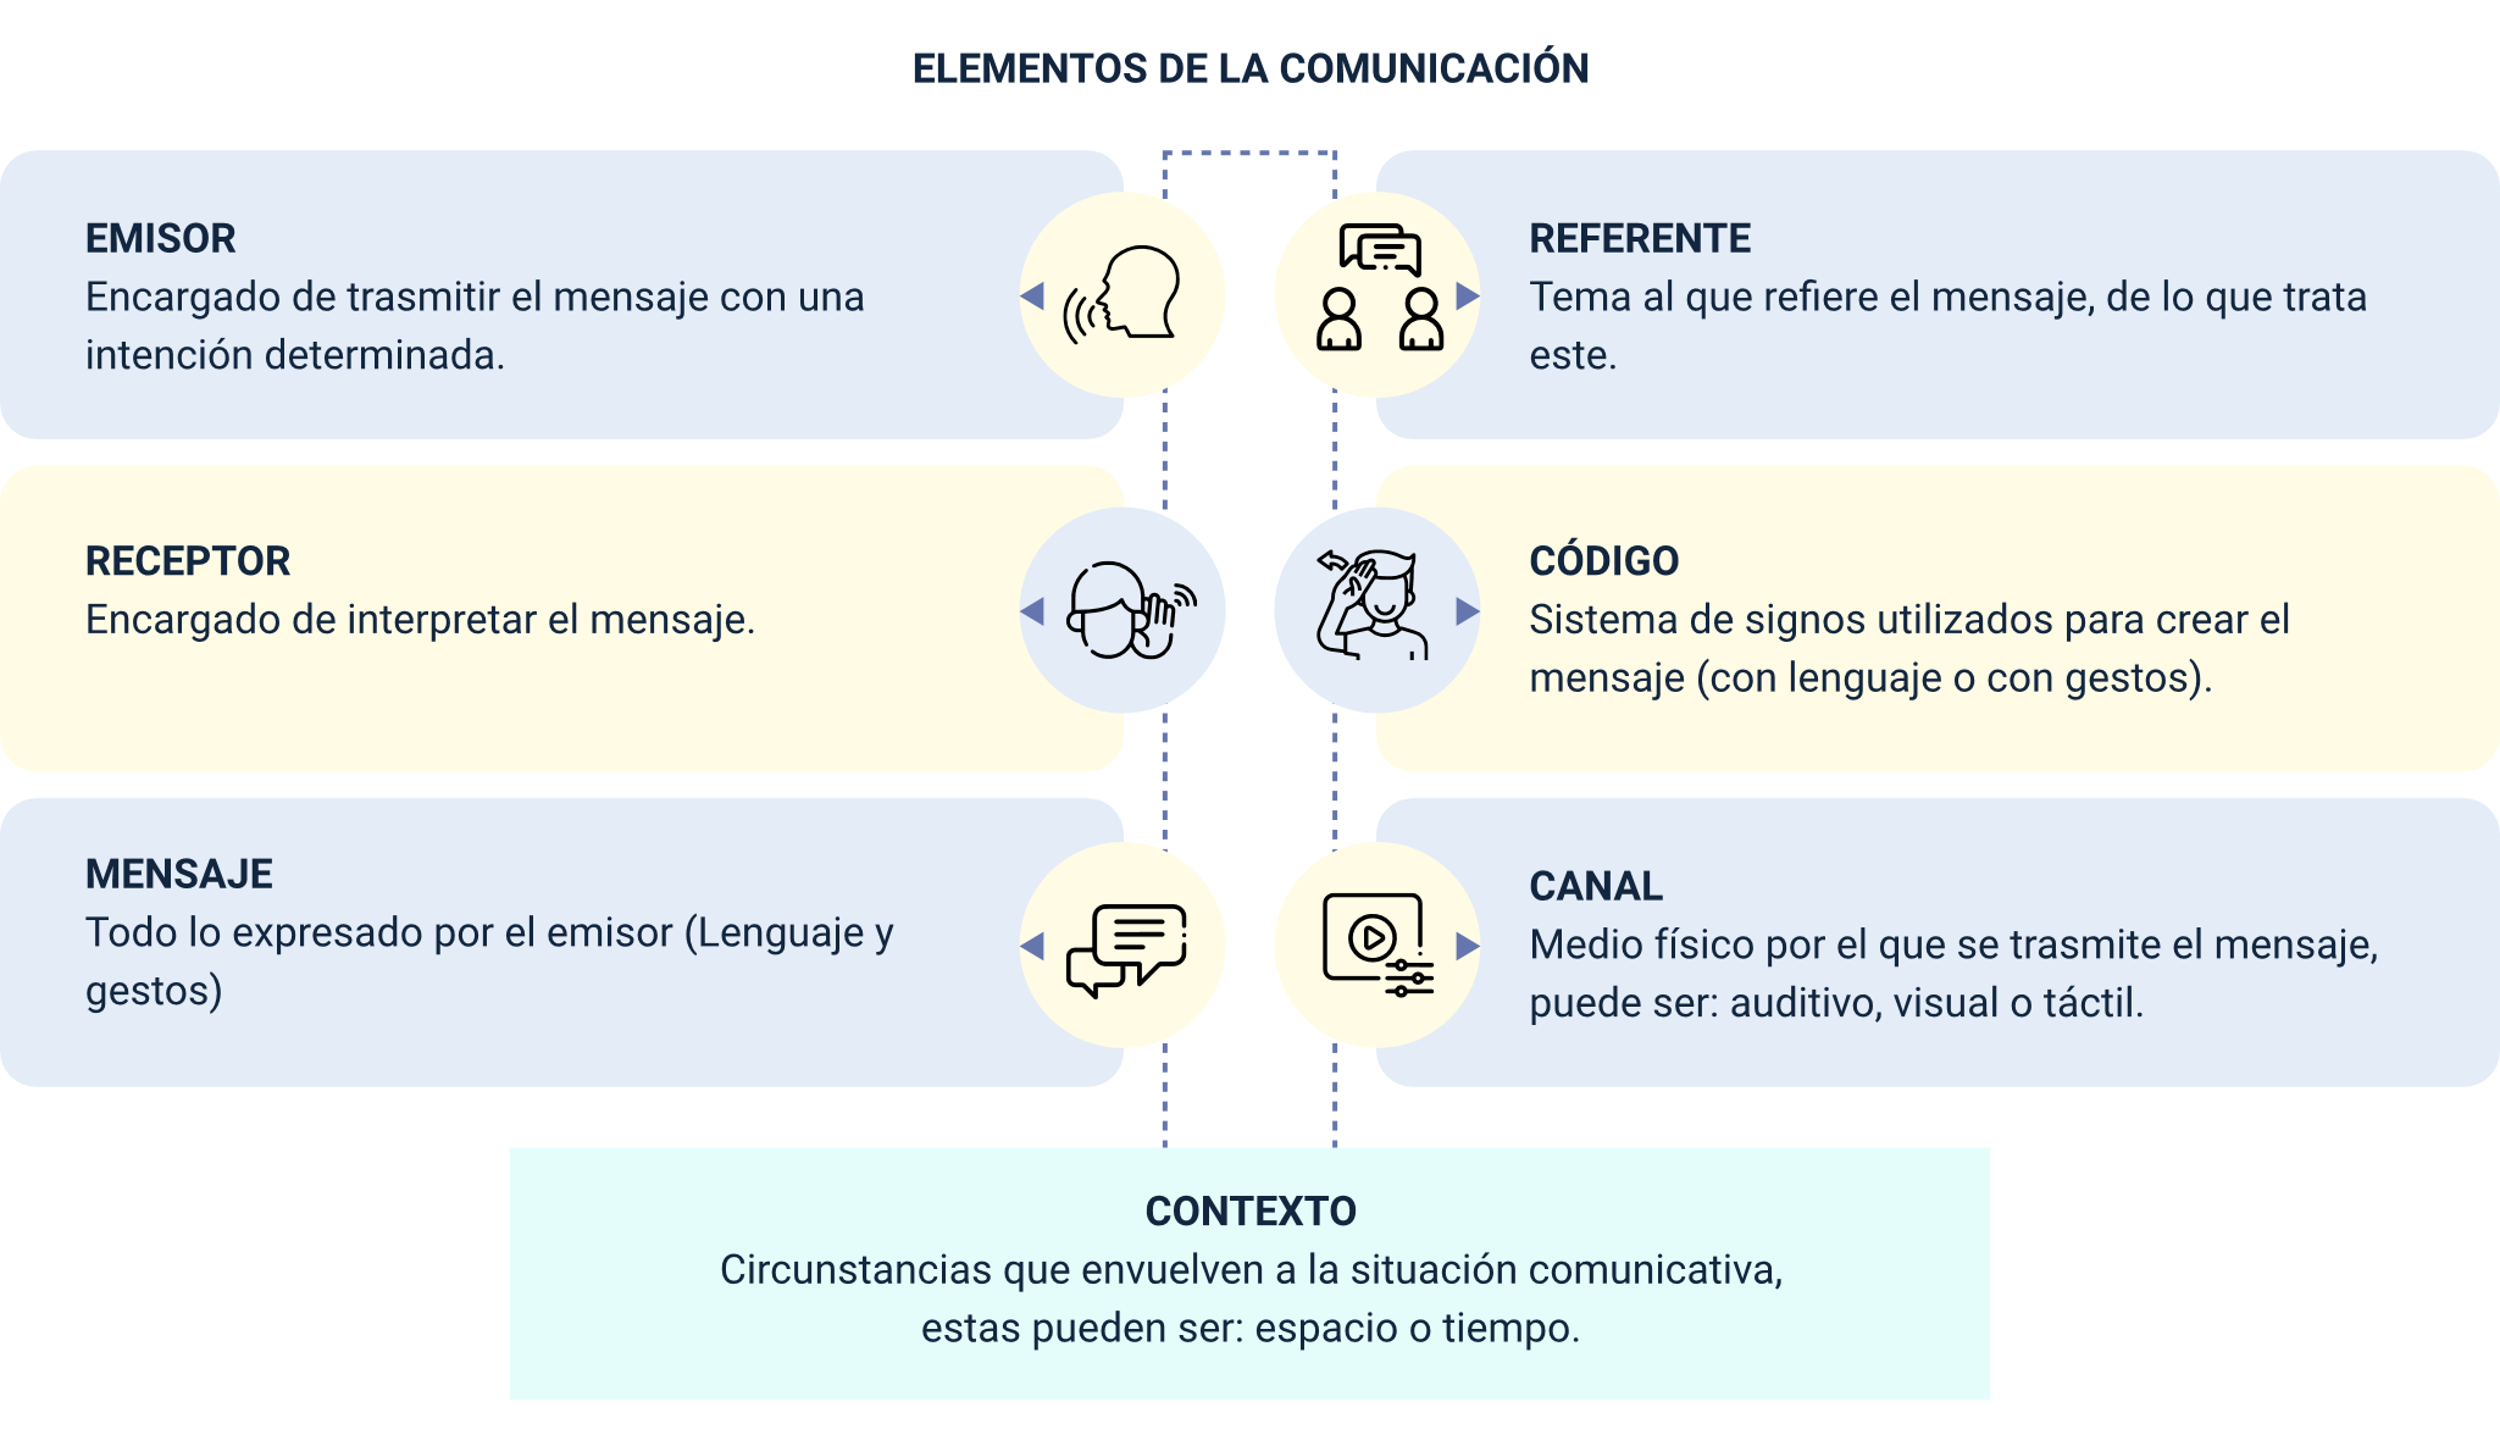 ELEMENTOS DE LA COMUNICACIÓN
EMISOR
Encargado de trasmitir el mensaje con una
intención determinada.
REFERENTE
Tema al que refiere el mensaje, de lo que trata
este.
RECEPTOR
Encargado de interpretar el mensaje.
CÓDIGO
Sistema de signos utilizados para crear el
mensaje (con lenguaje o con gestos).
MENSAJE
Todo lo expresado por el emisor (Lenguaje y
gestos)
CANAL
Medio físico por el que se trasmite el mensaje,
puede ser: auditivo, visual o táctil.
CONTEXTO
Circunstancias que envuelven a la situación comunicativa,
estas pueden ser: espacio o tiempo.